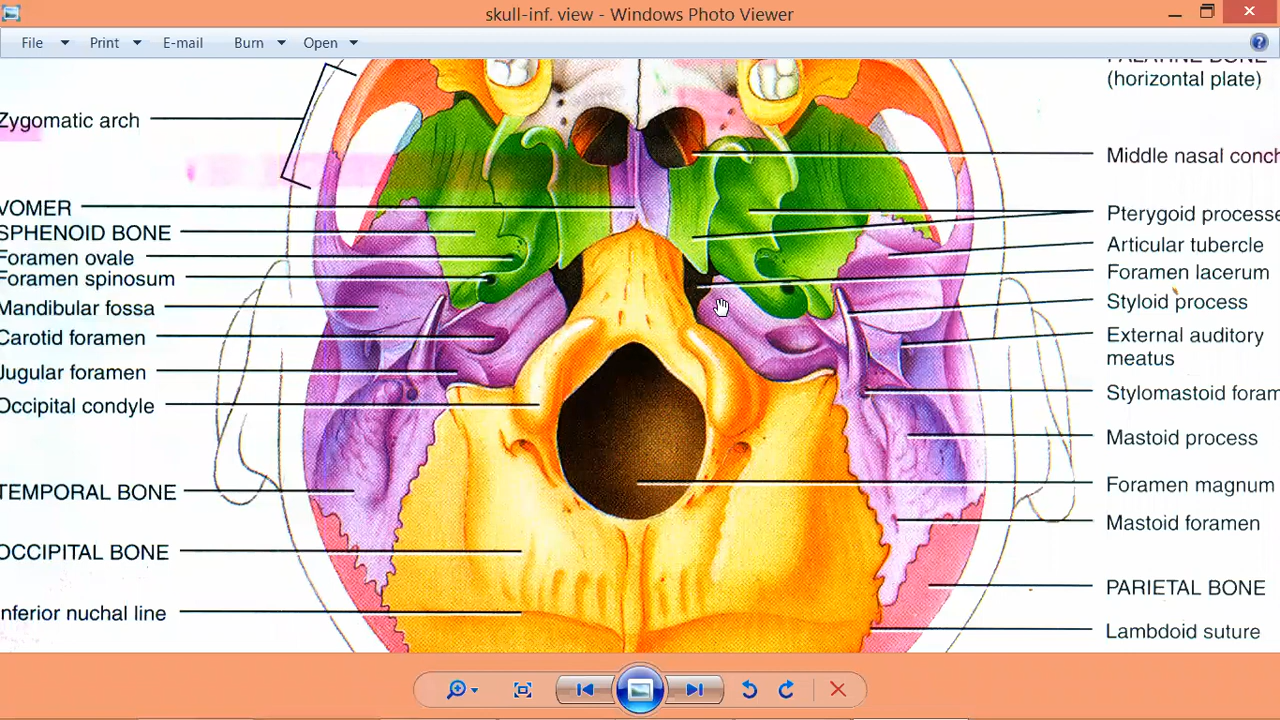 skull-inf. view - Windows Photo Viewer
File Print E-mail Burn Open
(horizontal plate)
Zygomatic arch
Middle nasal conch
VOMER
Pterygoid processe
SPHENOID BONE
Articular tubercle
Foramen ovale
Foramen lacerum
Foramen spinosum
Styloid process
Mandibular fossa
External auditory
meatus
Carotid foramen
Jugular foramen
Stylomastoid foram
Occipital condyle
Mastoid process
TEMPORAL BONE
Foramen magnum
Mastoid foramen
OCCIPITAL BONE
PARIETAL BONE
nferior nuchal line
Lambdoid suture